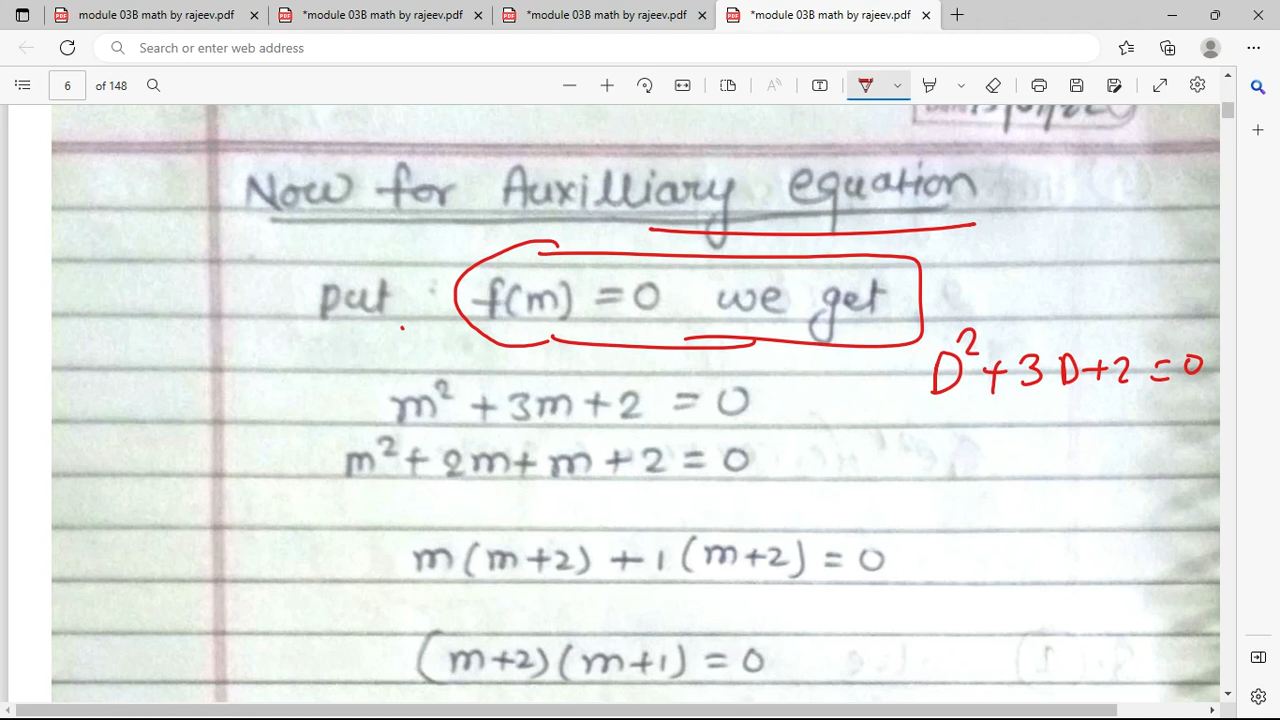 module 03B math by rajeev.pdf
*module 03B math by rajeev.pdf
*module 03B math by rajeev.pdf
*module 03B math by rajeev.pdf
Search or enter web address
6 of 148
Now for Auxilliary equation
put f(m) = 0 we get
D² + 3D + 2 = 0
m² + 3m + 2 = 0
m² + 2m + m + 2 = 0
m(m+2) + 1(m+2) = 0
(m+2)(m+1) = 0